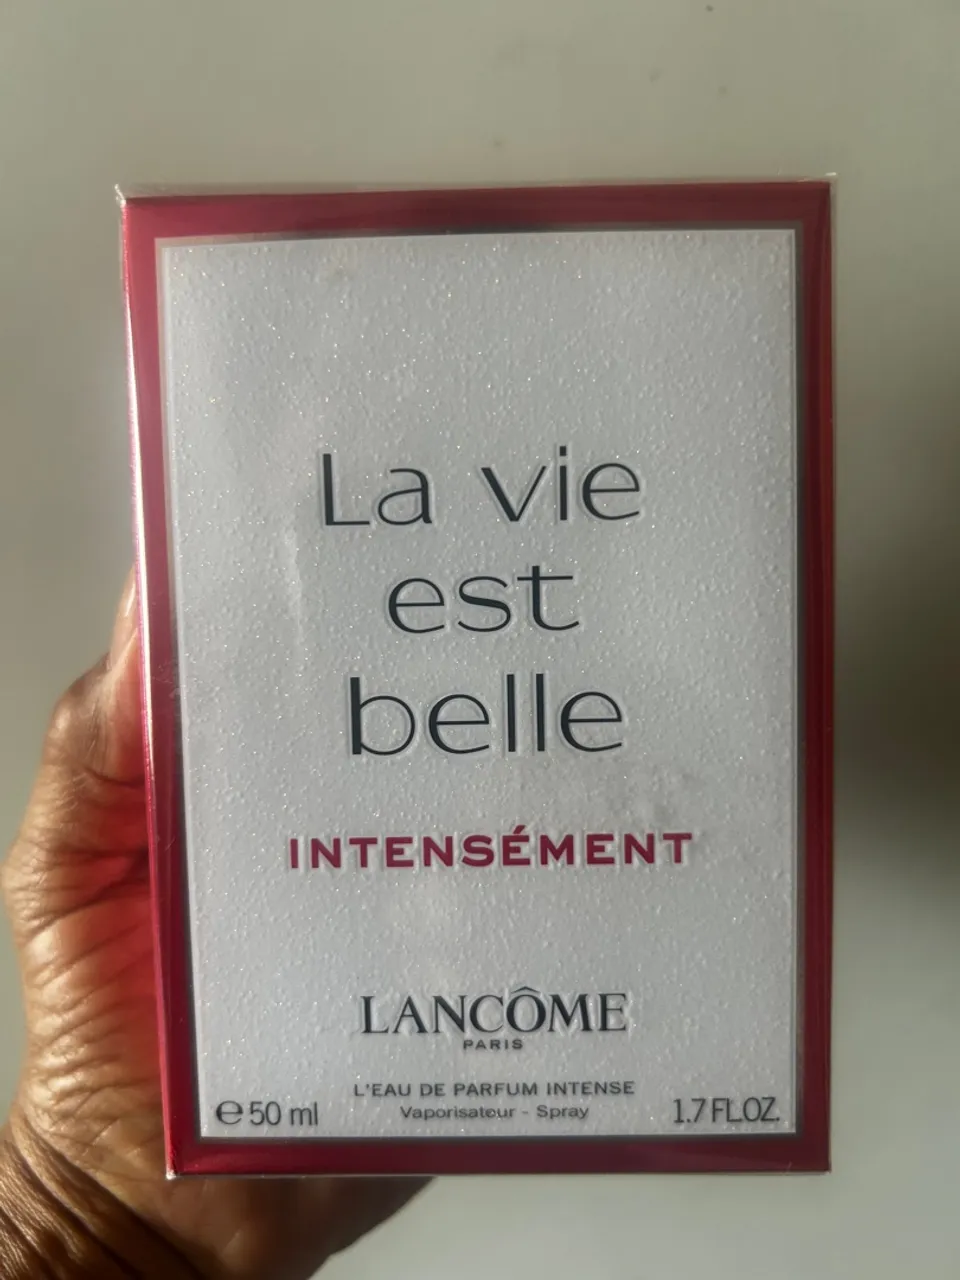 La vie
est
belle
INTENSÉMENT
LANCÔME
PARIS
L'EAU DE PARFUM INTENSE
Vaporisateur - Spray
℮50 ml
1.7 FL.OZ.